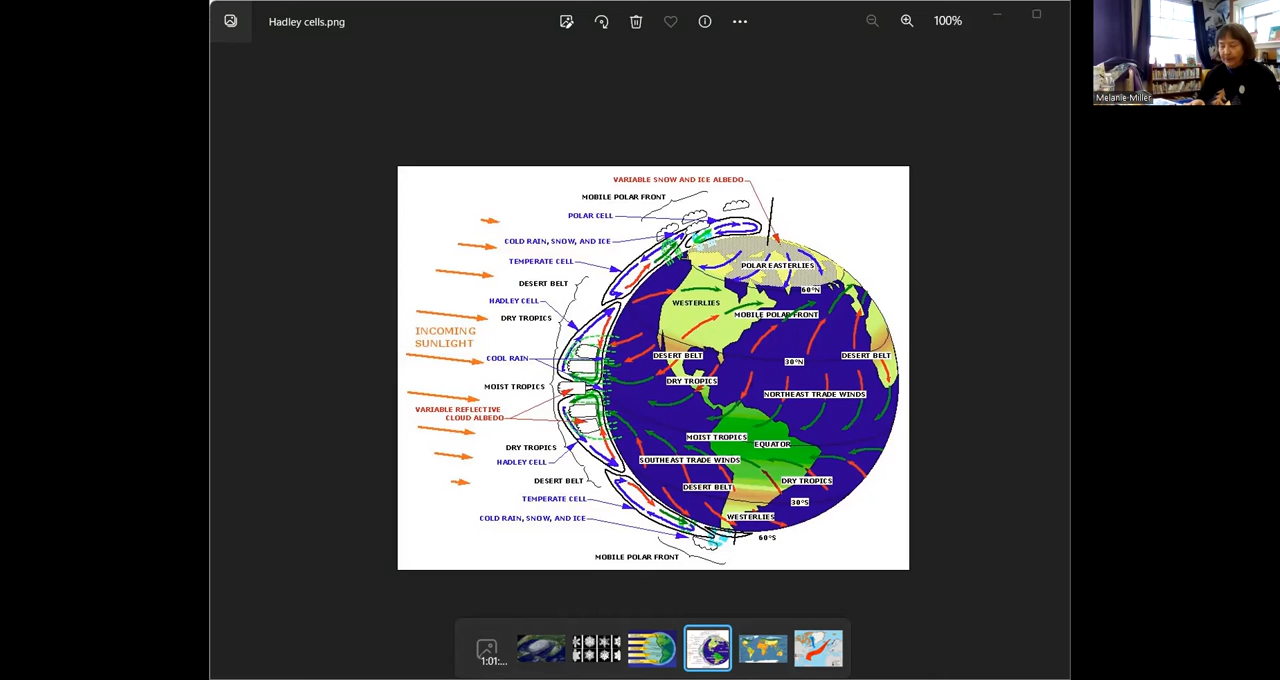 Hadley cells.png
100%
Melanie Miller
VARIABLE SNOW AND ICE ALBEDO
MOBILE POLAR FRONT
POLAR CELL
COLD RAIN, SNOW, AND ICE
TEMPERATE CELL
POLAR EASTERLIES
DESERT BELT
60°N
HADLEY CELL
WESTERLIES
DRY TROPICS
MOBILE POLAR FRONT
INCOMING
SUNLIGHT
COOL RAIN
DESERT BELT
30°N
DESERT BELT
MOIST TROPICS
DRY TROPICS
NORTHEAST TRADE WINDS
VARIABLE REFLECTIVE
CLOUD ALBEDO
MOIST TROPICS
EQUATOR
DRY TROPICS
SOUTHEAST TRADE WINDS
HADLEY CELL
DESERT BELT
DESERT BELT
DRY TROPICS
TEMPERATE CELL
30°S
COLD RAIN, SNOW, AND ICE
WESTERLIES
60°S
MOBILE POLAR FRONT
1:01:...